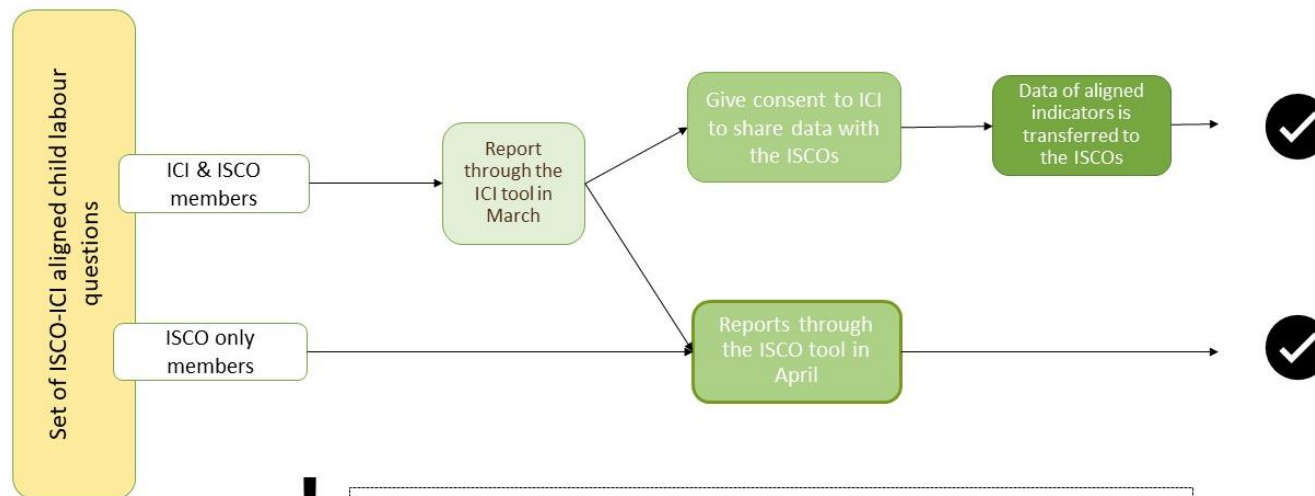 Set of ISCO-ICI aligned child labour
questions
ICI & ISCO
members
Report
through the
ICI tool in
March
Give consent to ICI
to share data with
the ISCOs
Data of aligned
indicators is
transferred to
the ISCOs
ISCO only
members
Reports through
the ISCO tool in
April
!